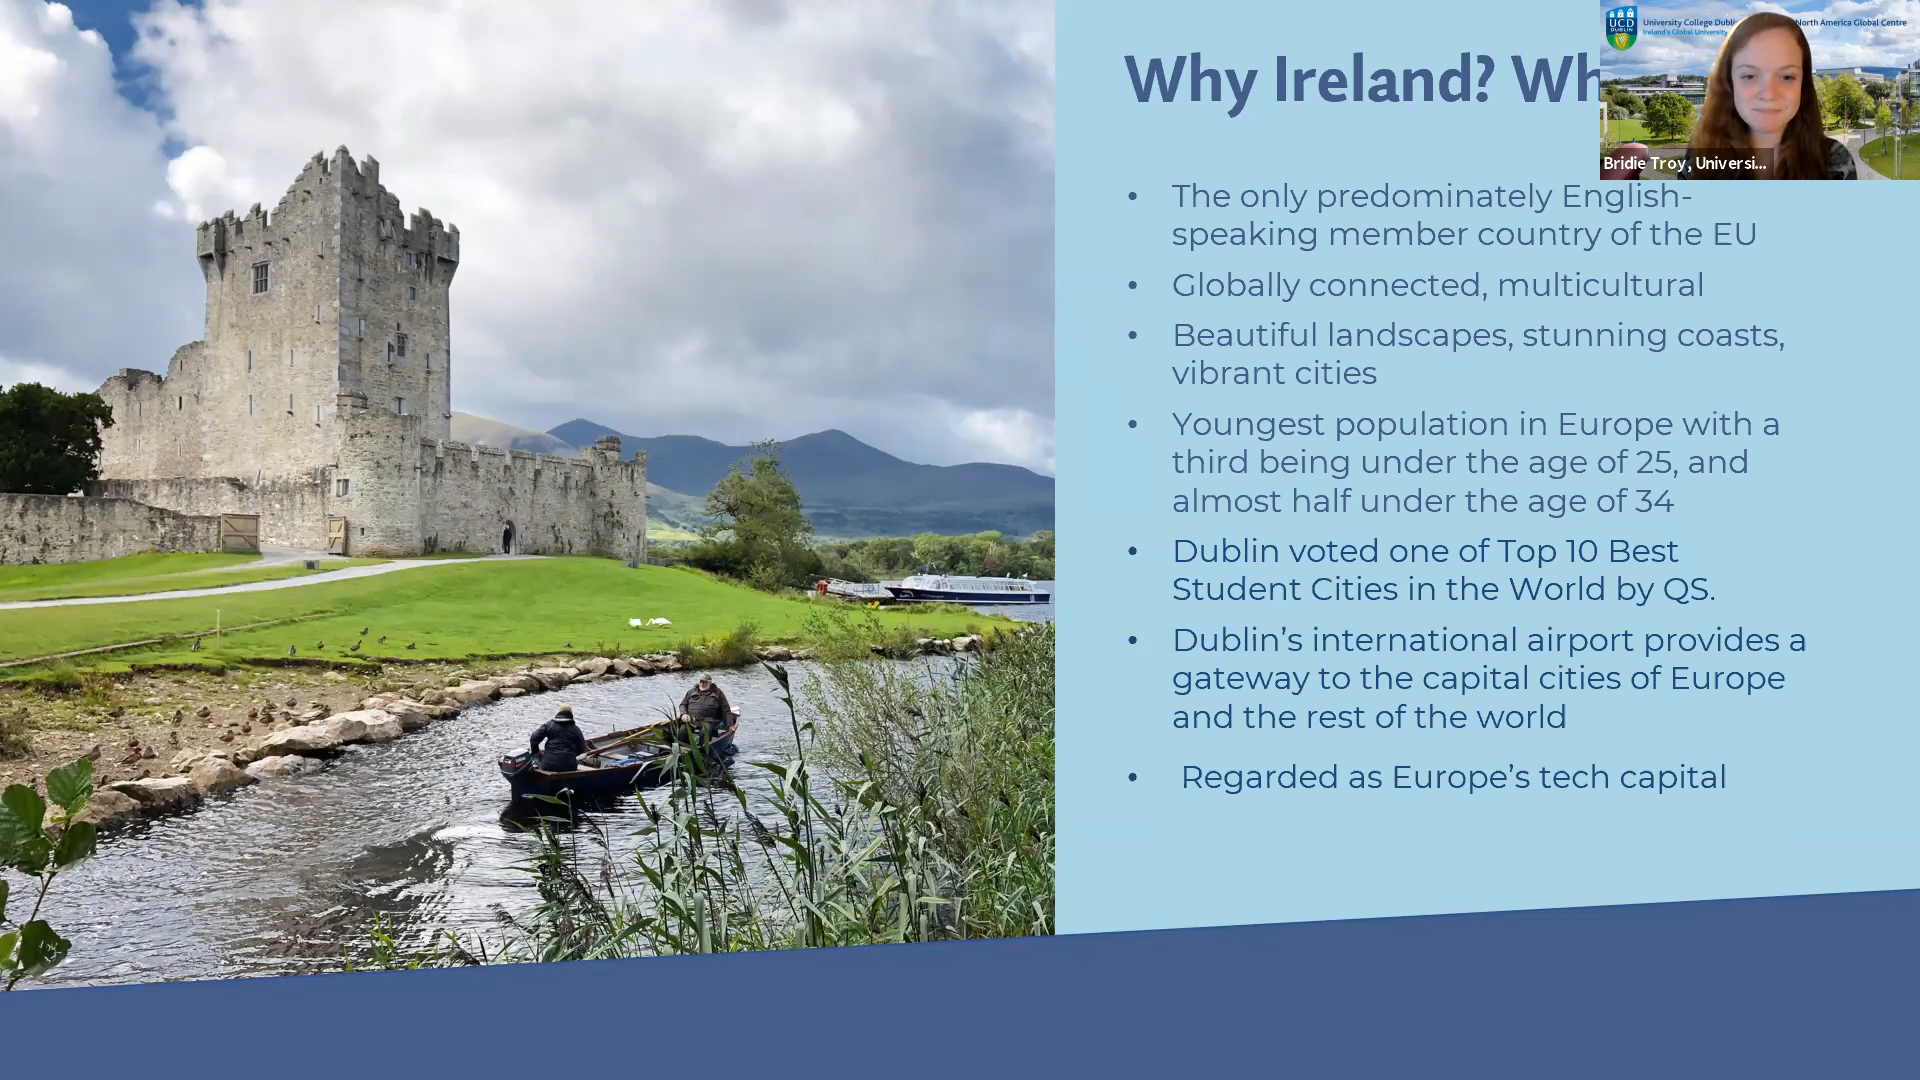 Why Ireland? Wh
University College Dubli
North America Global Centre
Ireland's Global University
UCD
DUBLIN
Bridie Troy, Universi...
• The only predominately English-
speaking member country of the EU
• Globally connected, multicultural
• Beautiful landscapes, stunning coasts,
vibrant cities
• Youngest population in Europe with a
third being under the age of 25, and
almost half under the age of 34
• Dublin voted one of Top 10 Best
Student Cities in the World by QS.
• Dublin’s international airport provides a
gateway to the capital cities of Europe
and the rest of the world
• Regarded as Europe’s tech capital